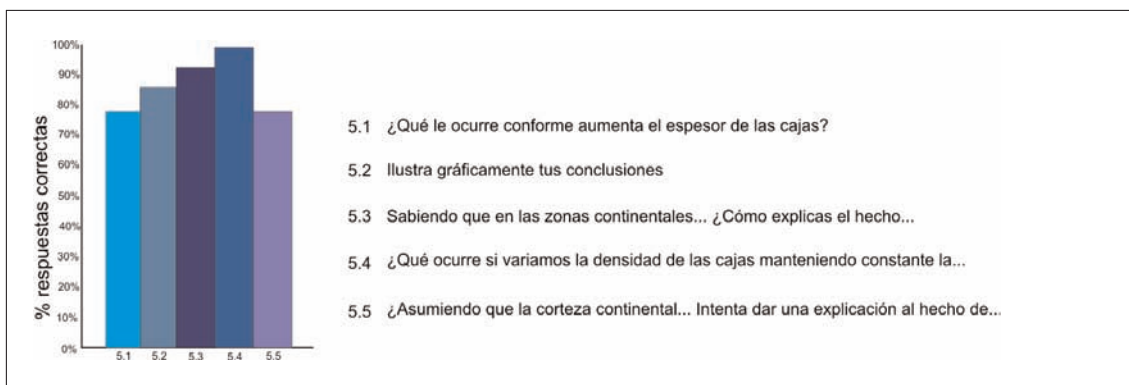 100%
90%
80%
70%
60%
50%
40%
30%
20%
10%
0%
% respuestas correctas
5.1 5.2 5.3 5.4 5.5
5.1 ¿Qué le ocurre conforme aumenta el espesor de las cajas?
5.2 Ilustra gráficamente tus conclusiones
5.3 Sabiendo que en las zonas continentales... ¿Cómo explicas el hecho...
5.4 ¿Qué ocurre si variamos la densidad de las cajas manteniendo constante la...
5.5 ¿Asumiendo que la corteza continental... Intenta dar una explicación al hecho de...